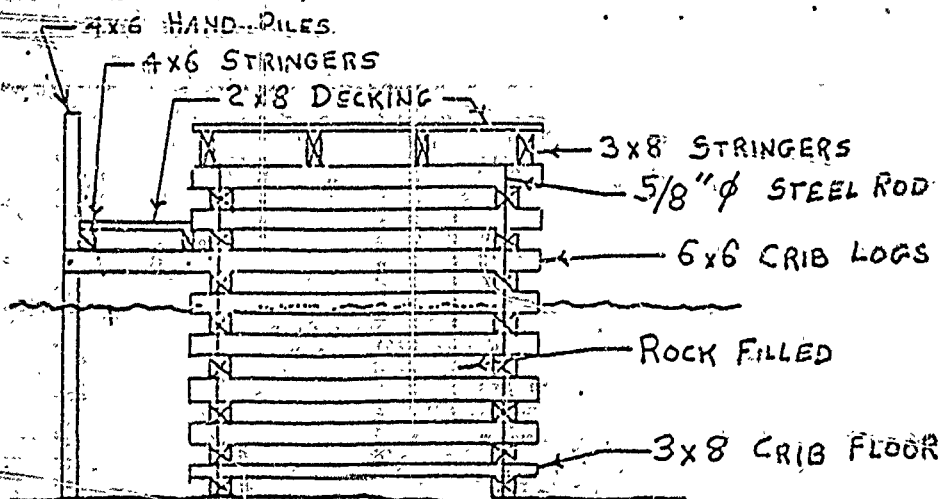 4x6 HAND PILES
4x6 STRINGERS
2x8 DECKING
3x8 STRINGERS
5/8" ϕ STEEL ROD
6x6 CRIB LOGS
ROCK FILLED
3x8 CRIB FLOOR